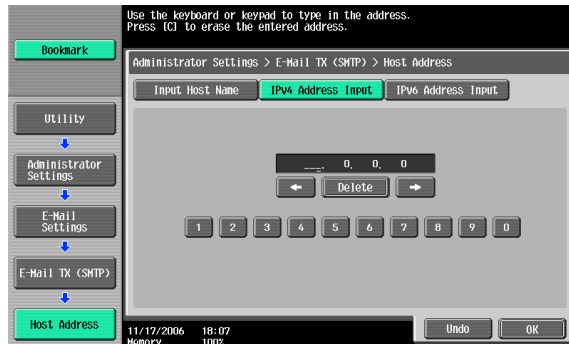 Use the keyboard or keypad to type in the address.
Press [C] to erase the entered address.
Bookmark
Administrator Settings > E-Mail TX (SMTP) > Host Address
Input Host Name
IPv4 Address Input
IPv6 Address Input
Utility
Administrator
Settings
E-Mail
Settings
E-Mail TX (SMTP)
Host Address
___. 0. 0. 0
Delete
1 2 3 4 5 6 7 8 9 0
11/17/2006 18:07
Memory 100%
Undo
OK